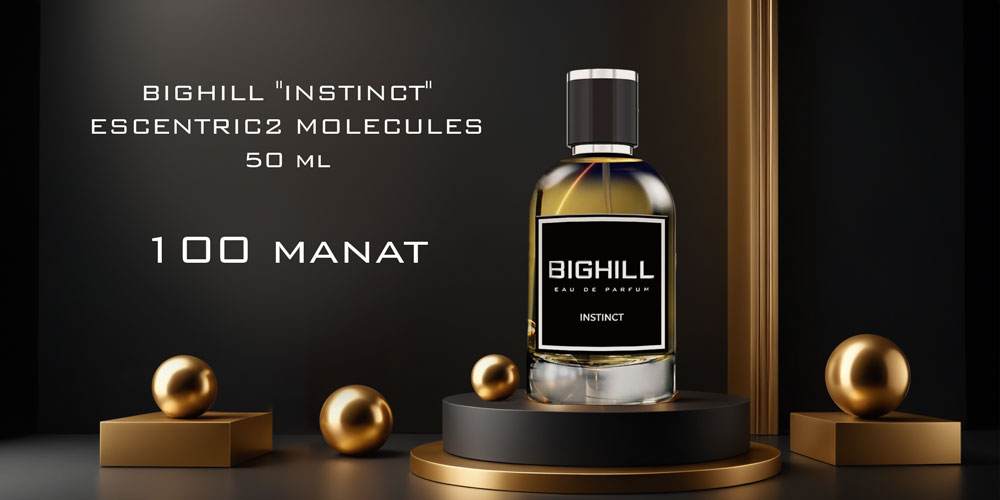 BIGHILL "INSTINCT"
ESCENTRIC2 MOLECULES
50 ML
100 MANAT
BIGHILL
EAU DE PARFUM
INSTINCT